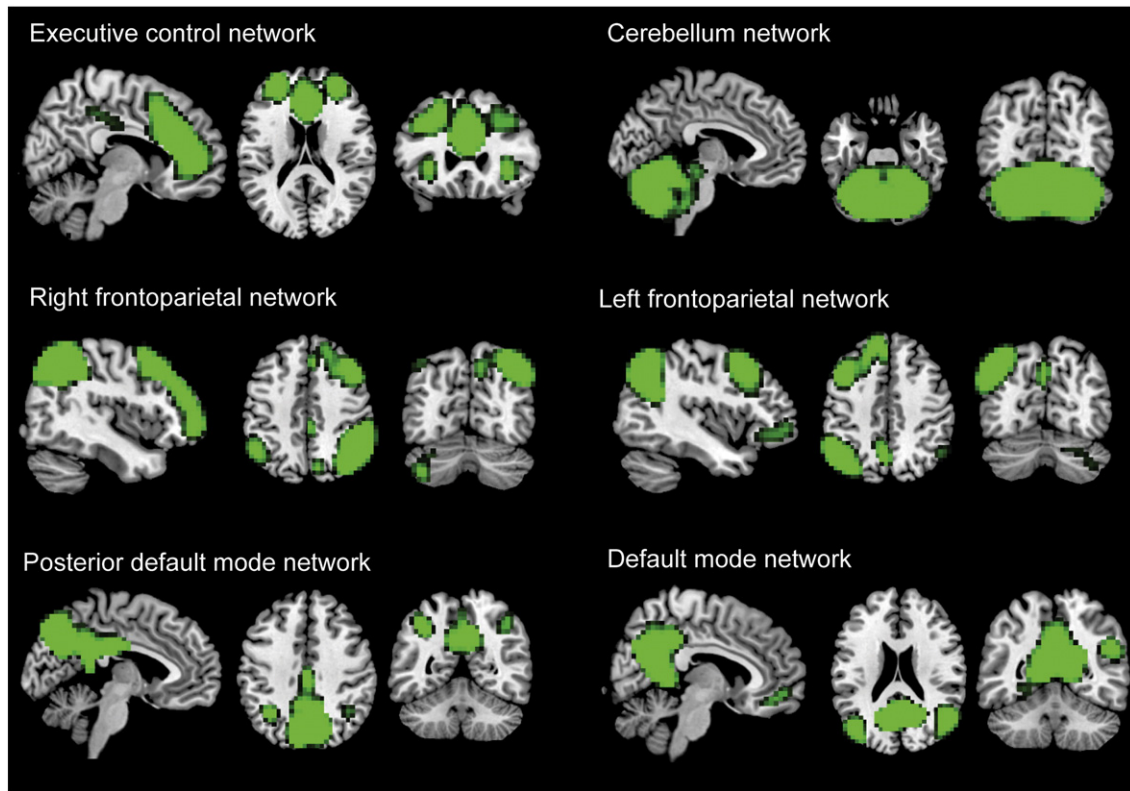 Executive control network
Cerebellum network
Right frontoparietal network
Left frontoparietal network
Posterior default mode network
Default mode network